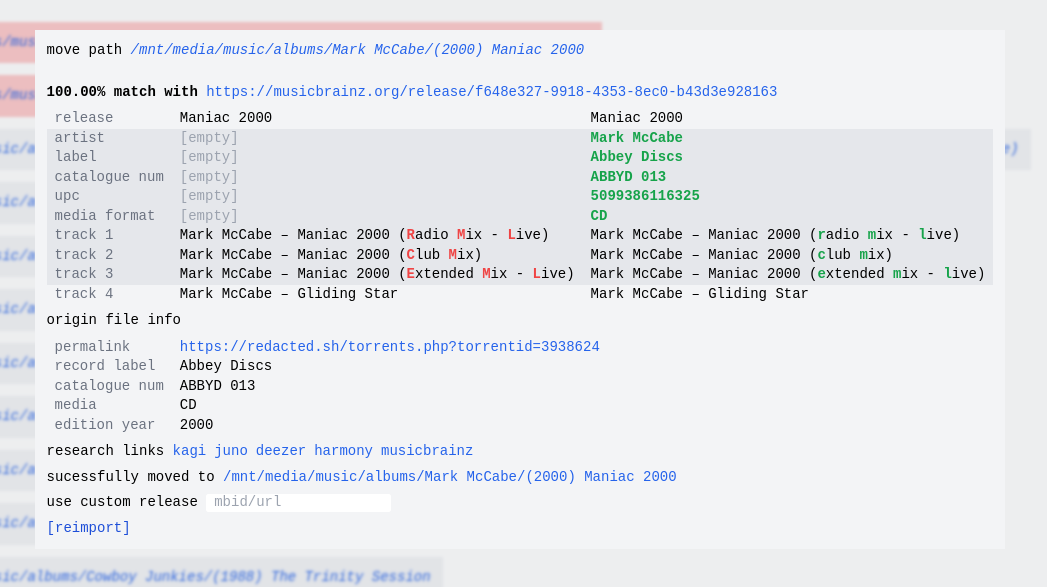 move path /mnt/media/music/albums/Mark McCabe/(2000) Maniac 2000
100.00% match with https://musicbrainz.org/release/f648e327-9918-4353-8ec0-b43d3e928163
release Maniac 2000 Maniac 2000
artist [empty] Mark McCabe
label [empty] Abbey Discs
catalogue num [empty] ABBYD 013
upc [empty] 5099386116325
media format [empty] CD
track 1 Mark McCabe – Maniac 2000 (Radio Mix - Live) Mark McCabe – Maniac 2000 (radio mix - live)
track 2 Mark McCabe – Maniac 2000 (Club Mix) Mark McCabe – Maniac 2000 (club mix)
track 3 Mark McCabe – Maniac 2000 (Extended Mix - Live) Mark McCabe – Maniac 2000 (extended mix - live)
track 4 Mark McCabe – Gliding Star Mark McCabe – Gliding Star
origin file info
permalink https://redacted.sh/torrents.php?torrentid=3938624
record label Abbey Discs
catalogue num ABBYD 013
media CD
edition year 2000
research links kagi juno deezer harmony musicbrainz
sucessfully moved to /mnt/media/music/albums/Mark McCabe/(2000) Maniac 2000
use custom release mbid/url
[reimport]
sic/albums/Cowboy Junkies/(1988) The Trinity Session